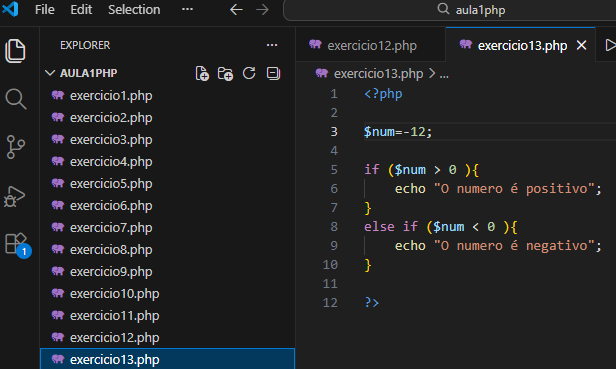 File Edit Selection ... aula1php
EXPLORER ...
AULA1PHP
exercicio1.php
exercicio2.php
exercicio3.php
exercicio4.php
exercicio5.php
exercicio6.php
exercicio7.php
exercicio8.php
exercicio9.php
exercicio10.php
exercicio11.php
exercicio12.php
exercicio13.php
1
exercicio12.php exercicio13.php
exercicio13.php > ...
1 <?php
2
3 $num=-12;
4
5 if ($num > 0 ){
6     echo "O numero é positivo";
7 }
8 else if ($num < 0 ){
9     echo "O numero é negativo";
10 }
11
12 ?>